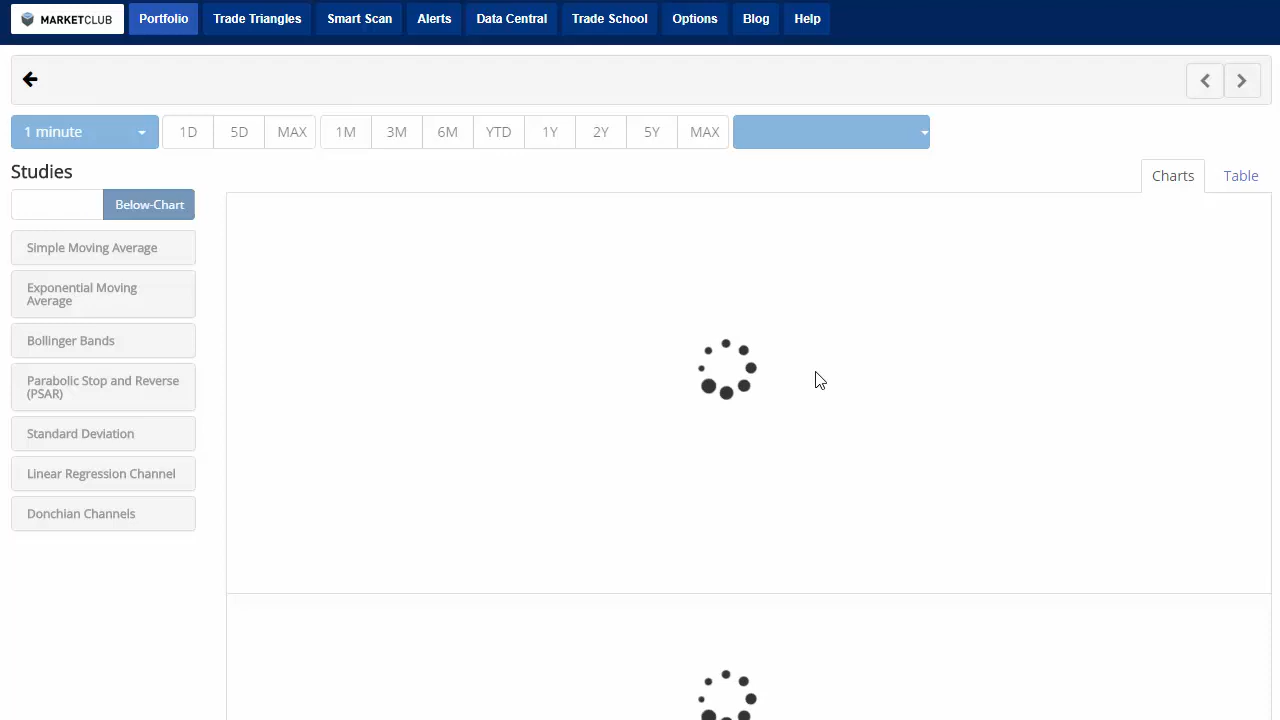 MARKETCLUB Portfolio Trade Triangles Smart Scan Alerts Data Central Trade School Options Blog Help
1 minute 1D 5D MAX 1M 3M 6M YTD 1Y 2Y 5Y MAX
Studies
Charts Table
Below-Chart
Simple Moving Average
Exponential Moving
Average
Bollinger Bands
Parabolic Stop and Reverse
(PSAR)
Standard Deviation
Linear Regression Channel
Donchian Channels